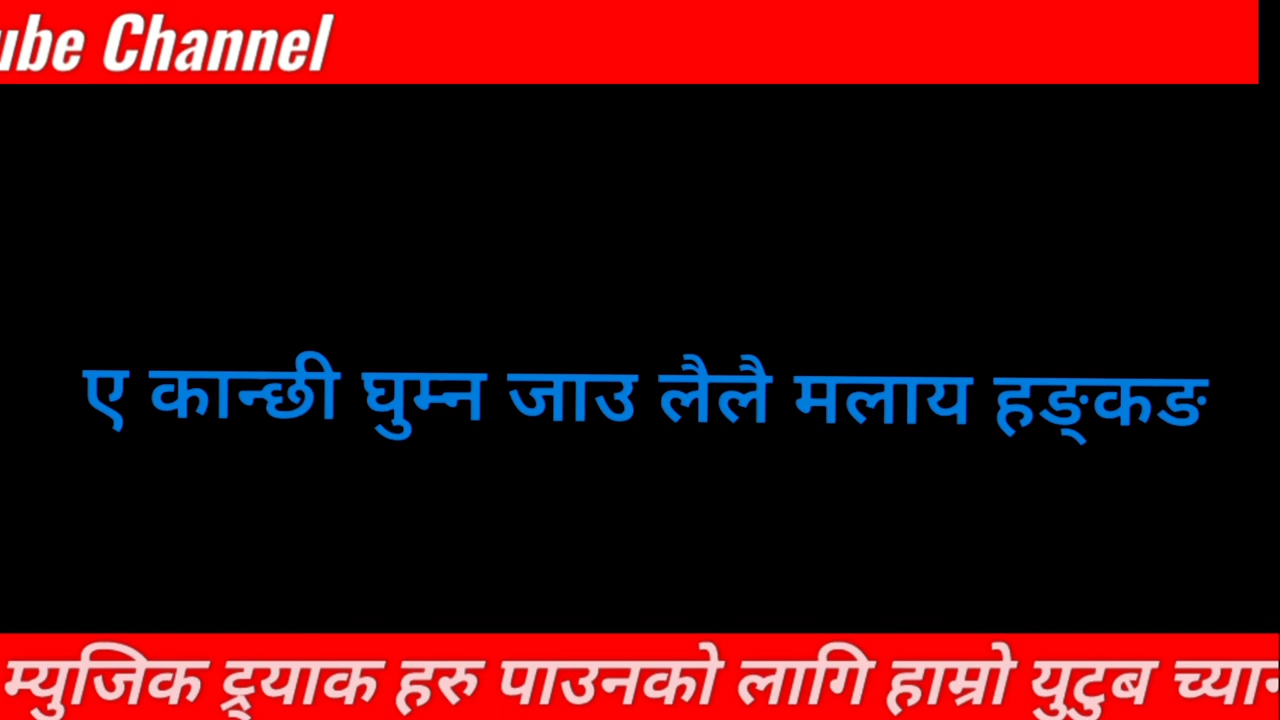 ube Channel
ए कान्छी घुम्न जाउ लैलै मलाय हङ्कङ
म्युजिक ट्र्याक हरु पाउनको लागि हाम्रो युटुब च्यान